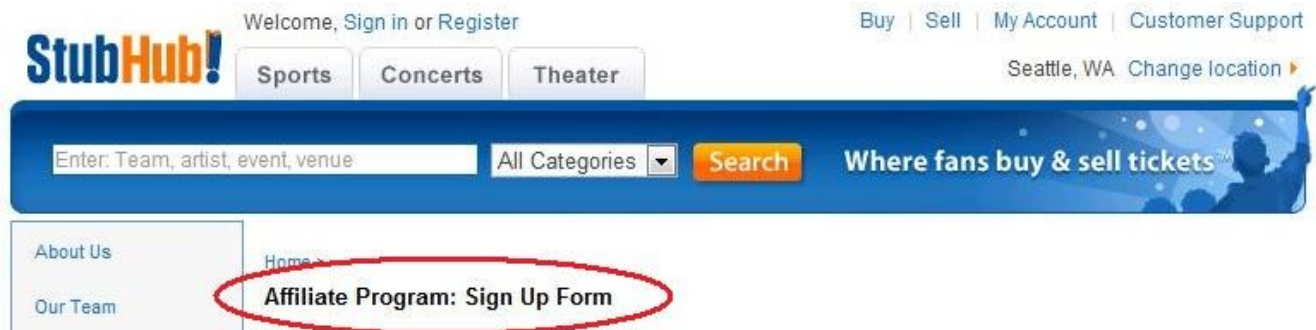 StubHub!
Welcome, Sign in or Register
Buy | Sell | My Account | Customer Support
Sports Concerts Theater
Seattle, WA Change location
Enter: Team, artist, event, venue All Categories Search Where fans buy & sell tickets™
About Us
Home >
Our Team
Affiliate Program: Sign Up Form